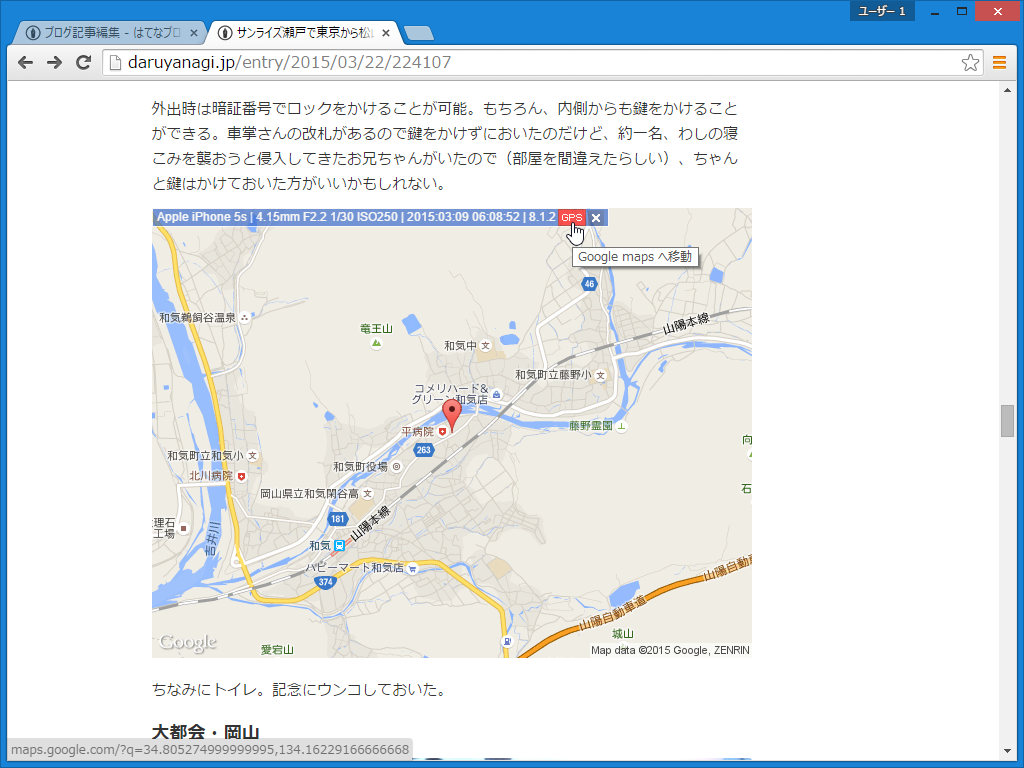 ユーザー 1
ブログ記事編集 - はてなブロ
サンライズ瀬戸で東京から松
daruyanagi.jp/entry/2015/03/22/224107
外出時は暗証番号でロックをかけることが可能。もちろん、内側からも鍵をかけること
ができる。車掌さんの改札があるので鍵をかけずにおいたのだけど、約一名、わしの寝
こみを襲おうと侵入してきたお兄ちゃんがいたので（部屋を間違えたらしい）、ちゃん
と鍵はかけておいた方がいいかもしれない。
Apple iPhone 5s | 4.15mm F2.2 1/30 ISO250 | 2015:03:09 06:08:52 | 8.1.2 GPS
Google maps へ移動
46
和気鵜飼谷温泉
竜王山
山陽本線
和気中
和気町立藤野小
コメリハード&
グリーン和気店
平病院
藤野霊園
263
向
和気町立和気小
和気町役場
北川病院
石
岡山県立和気閑谷高
181
山陽本線
理石
工場
吉井川
和気
ハピーマート和気店
374
山陽自動車
山陽自動車道
城山
愛宕山
Google
Map data ©2015 Google, ZENRIN
ちなみにトイレ。記念にウンコしておいた。
大都会・岡山
maps.google.com/?q=34.805274999999995,134.16229166666668